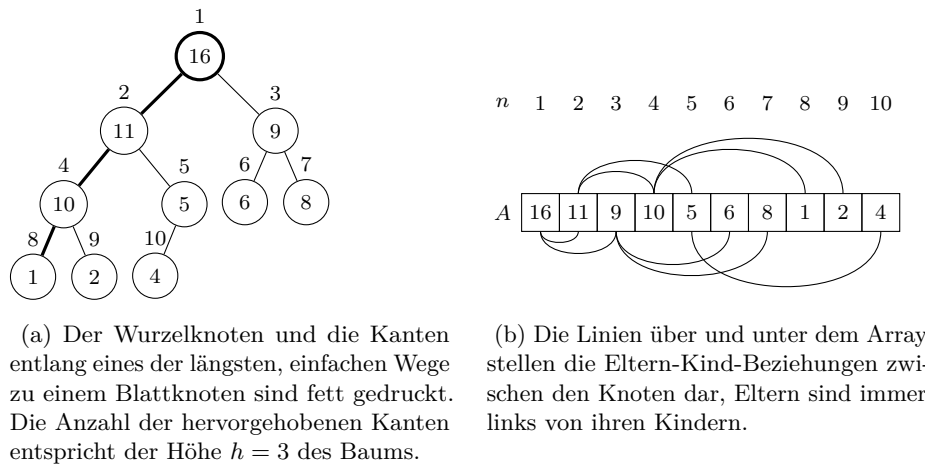 1
16
2
3
11
9
4
5
6
7
10
5
6
8
8
9
10
1
2
4
n 1 2 3 4 5 6 7 8 9 10
A 16 11 9 10 5 6 8 1 2 4
(a) Der Wurzelknoten und die Kanten
entlang eines der längsten, einfachen Wege
zu einem Blattknoten sind fett gedruckt.
Die Anzahl der hervorgehobenen Kanten
entspricht der Höhe h = 3 des Baums.
(b) Die Linien über und unter dem Array
stellen die Eltern-Kind-Beziehungen zwi-
schen den Knoten dar, Eltern sind immer
links von ihren Kindern.